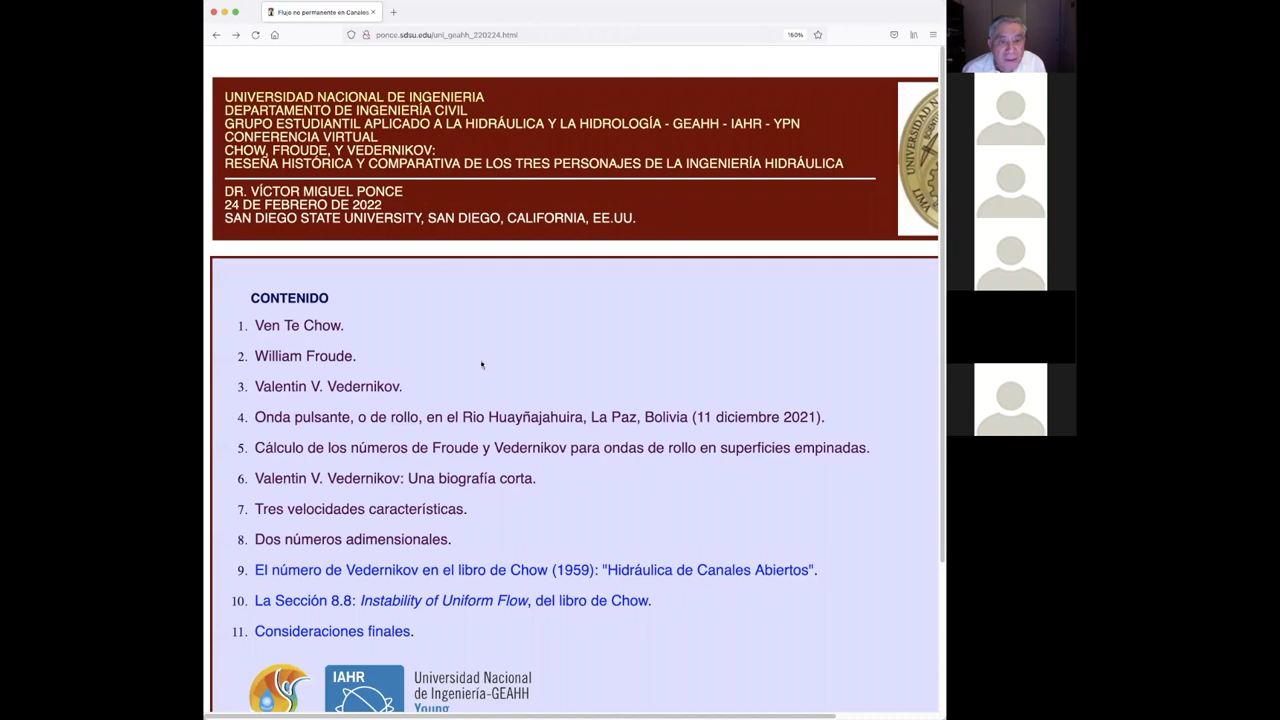 Flujo no permanente en Canales
ponce.sdsu.edu/uni_geahh_220224.html
160%
UNIVERSIDAD NACIONAL DE INGENIERIA
DEPARTAMENTO DE INGENIERÍA CIVIL
GRUPO ESTUDIANTIL APLICADO A LA HIDRÁULICA Y LA HIDROLOGÍA - GEAHH - IAHR - YPN
CONFERENCIA VIRTUAL
CHOW, FROUDE, Y VEDERNIKOV:
RESEÑA HISTÓRICA Y COMPARATIVA DE LOS TRES PERSONAJES DE LA INGENIERÍA HIDRÁULICA
DR. VÍCTOR MIGUEL PONCE
24 DE FEBRERO DE 2022
SAN DIEGO STATE UNIVERSITY, SAN DIEGO, CALIFORNIA, EE.UU.
LIMA
CONTENIDO
1. Ven Te Chow.
2. William Froude.
3. Valentin V. Vedernikov.
4. Onda pulsante, o de rollo, en el Rio Huayñajahuira, La Paz, Bolivia (11 diciembre 2021).
5. Cálculo de los números de Froude y Vedernikov para ondas de rollo en superficies empinadas.
6. Valentin V. Vedernikov: Una biografía corta.
7. Tres velocidades características.
8. Dos números adimensionales.
9. El número de Vedernikov en el libro de Chow (1959): "Hidráulica de Canales Abiertos".
10. La Sección 8.8: Instability of Uniform Flow, del libro de Chow.
11. Consideraciones finales.
IAHR
Universidad Nacional
de Ingeniería-GEAHH
Young